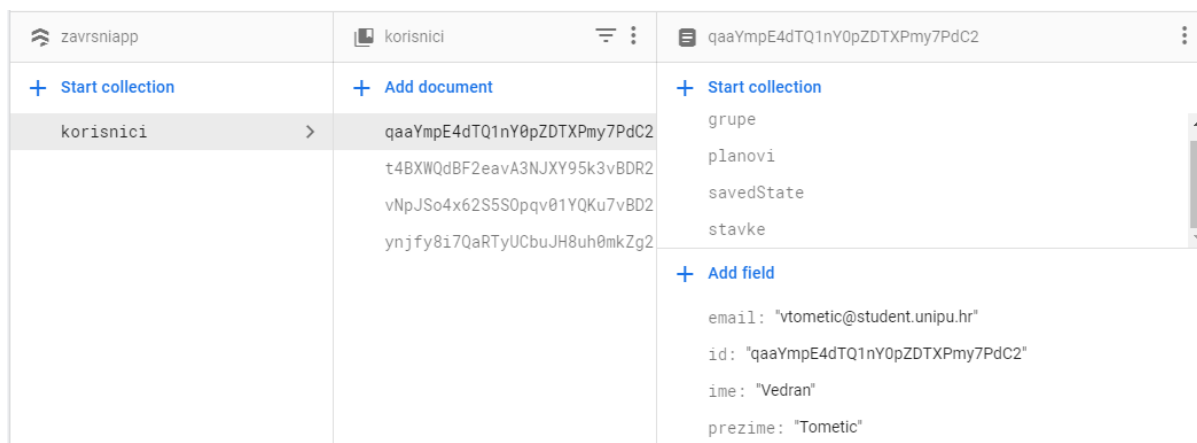 zavrsniapp
Start collection
korisnici
korisnici
Add document
qaaYmpE4dTQ1nY0pZDTXPmy7PdC2
t4BXWQdBF2eavA3NJXY95k3vBDR2
vNpJSo4x62S5SOpqv01YQKu7vBD2
ynjfy8i7QaRTyUCbuJH8uh0mkZg2
qaaYmpE4dTQ1nY0pZDTXPmy7PdC2
Start collection
grupe
planovi
savedState
stavke
Add field
email: "vtometic@student.unipu.hr"
id: "qaaYmpE4dTQ1nY0pZDTXPmy7PdC2"
ime: "Vedran"
prezime: "Tometic"